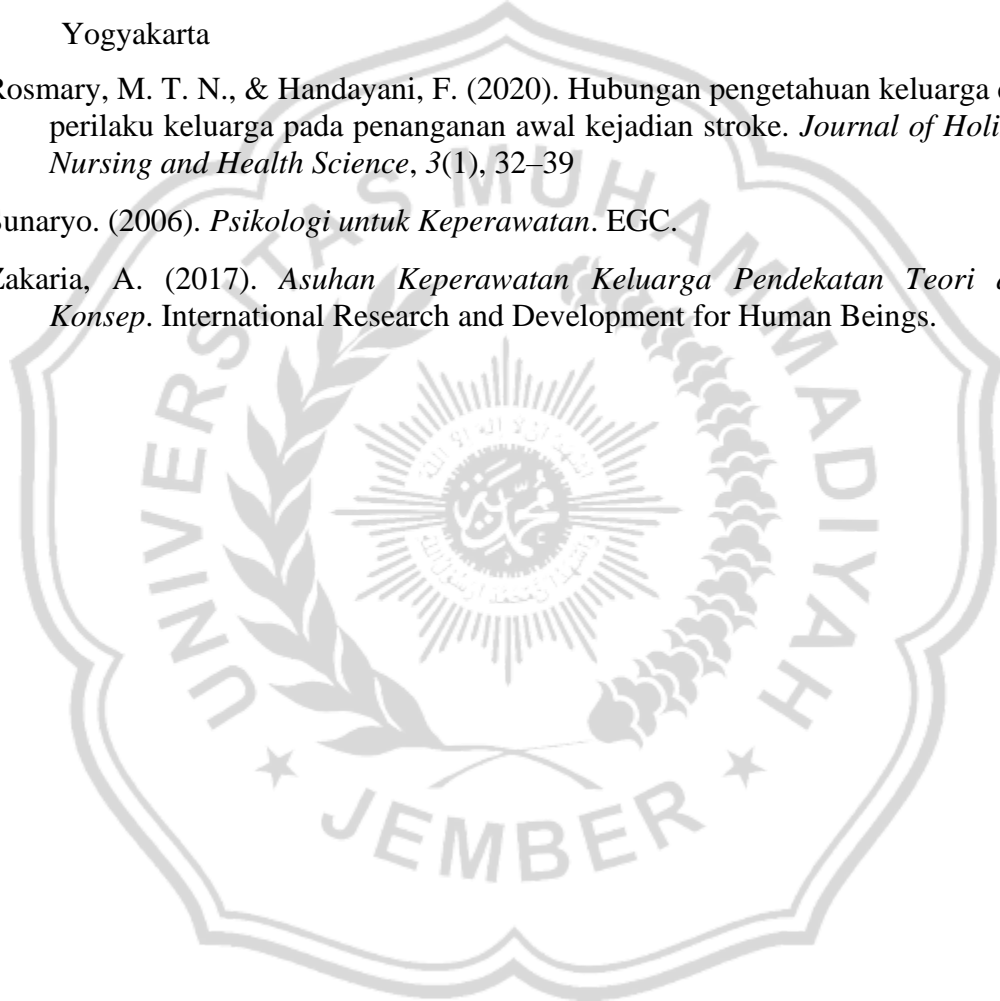 Yogyakarta
Rosmary, M. T. N., & Handayani, F. (2020). Hubungan pengetahuan keluarga
perilaku keluarga pada penanganan awal kejadian stroke. Journal of
Nursing and Health Science, 3(1), 32–39
Sunaryo. (2006). Psikologi untuk Keperawatan. EGC.
Zakaria, A. (2017). Asuhan Keperawatan Keluarga Pendekatan Teori
Konsep. International Research and Development for Human Beings.
UNIVERSITAS MUHAMMADIYAH
JEMBER